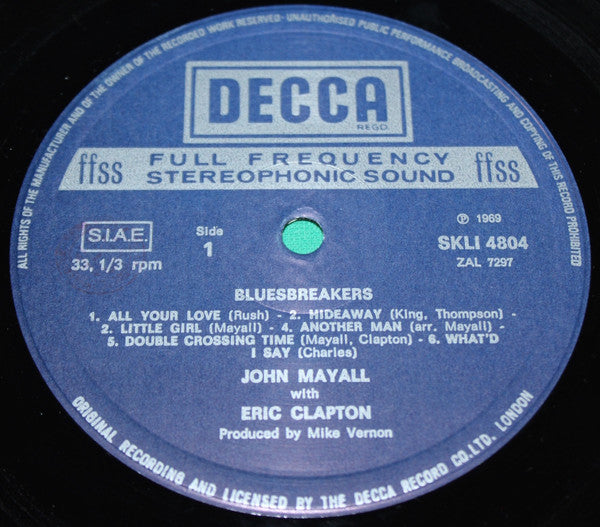 ALL RIGHTS OF THE MANUFACTURER AND OF THE OWNER OF THE RECORDED WORK RESERVED · UNAUTHORISED PUBLIC PERFORMANCE BROADCASTING AND COPYING OF THIS RECORD PROHIBITED
DECCA
REGD.
ffss FULL FREQUENCY ffss
STEREOPHONIC SOUND
S.I.A.E.
33, 1/3 rpm
Side
1
℗ 1969
SKLI 4804
ZAL 7297
BLUESBREAKERS
1. ALL YOUR LOVE (Rush) - 2. HIDEAWAY (King, Thompson) -
2. LITTLE GIRL (Mayall) - 4. ANOTHER MAN (arr. Mayall) -
5. DOUBLE CROSSING TIME (Mayall, Clapton) - 6. WHAT'D
I SAY (Charles)
JOHN MAYALL
with
ERIC CLAPTON
Produced by Mike Vernon
ORIGINAL RECORDING AND LICENSED BY THE DECCA RECORD CO. LTD. LONDON